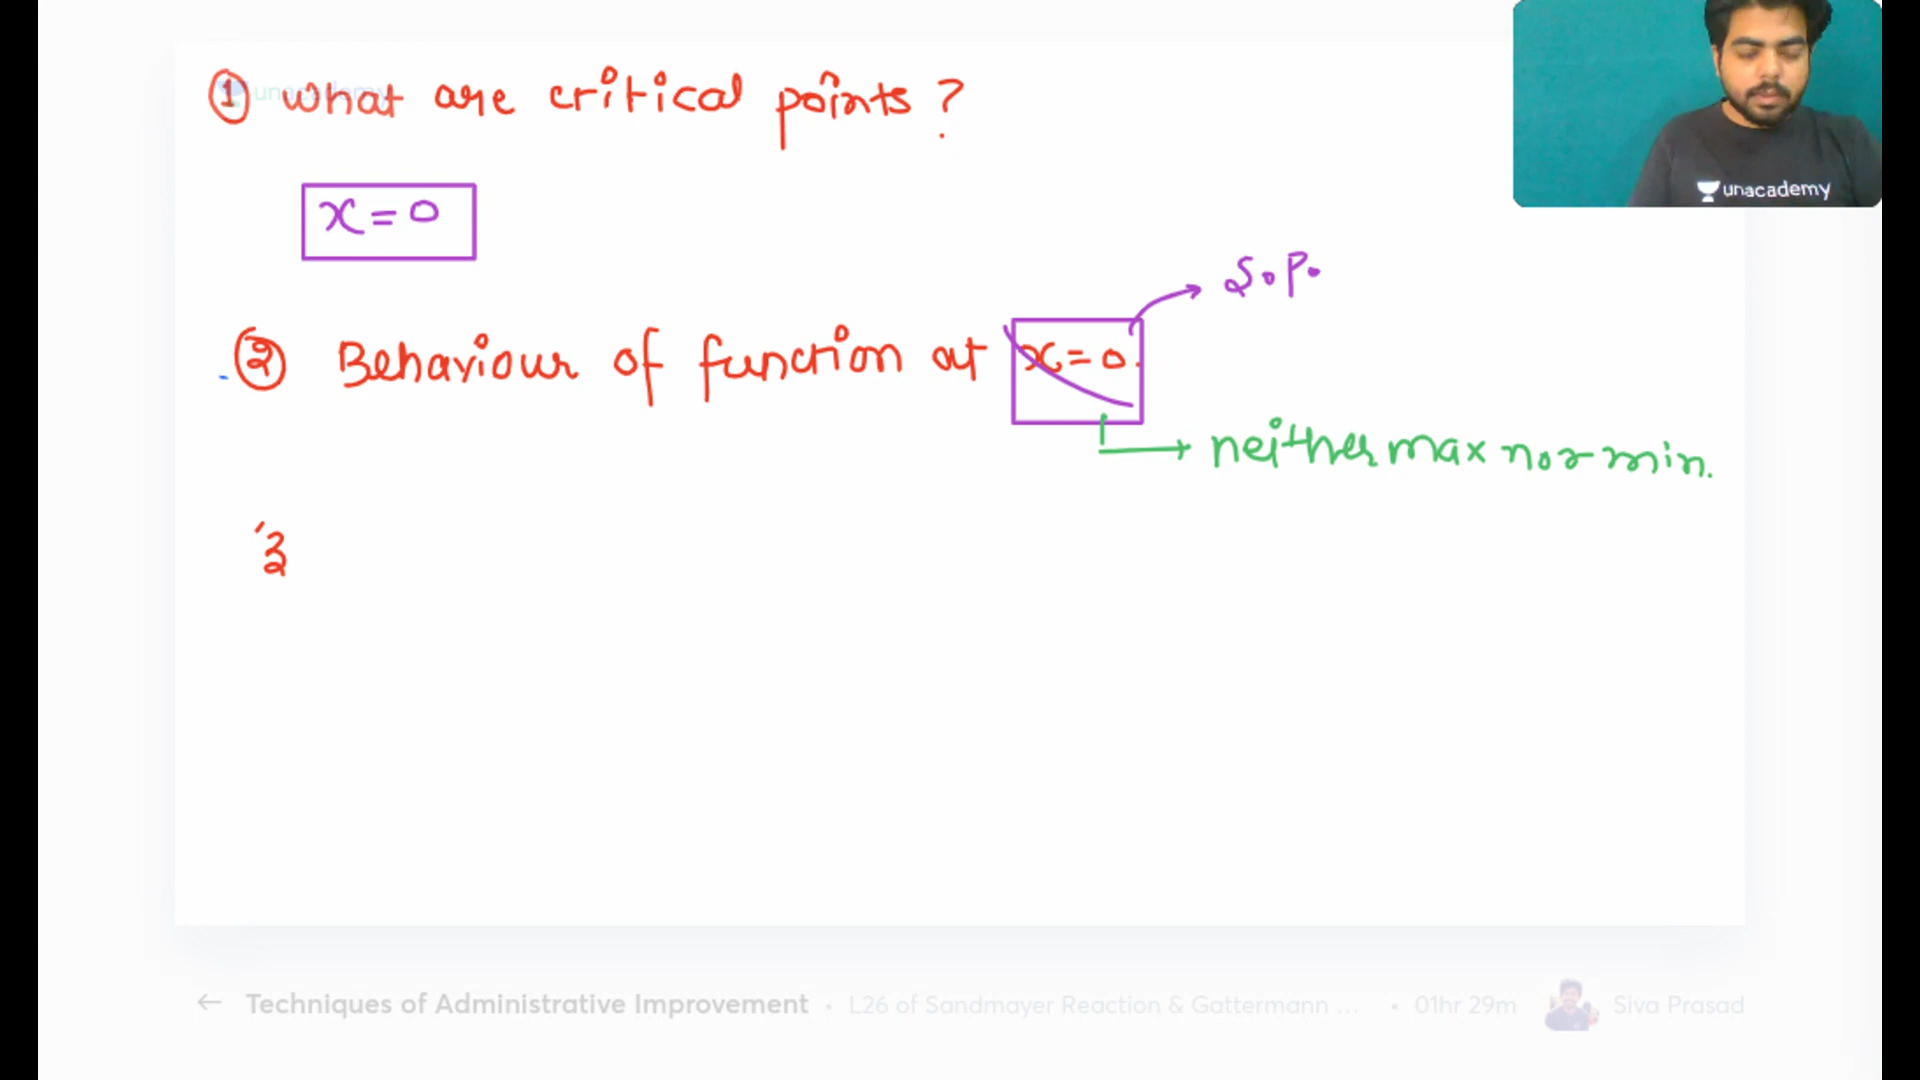 ① What are critical points ?
unacademy
unacademy
x = 0
S.P.
② Behaviour of function at x = 0.
neither max nor min.
3
← Techniques of Administrative Improvement • L26 of Sandmayer Reaction & Gattermann ... • 01hr 29m Siva Prasad